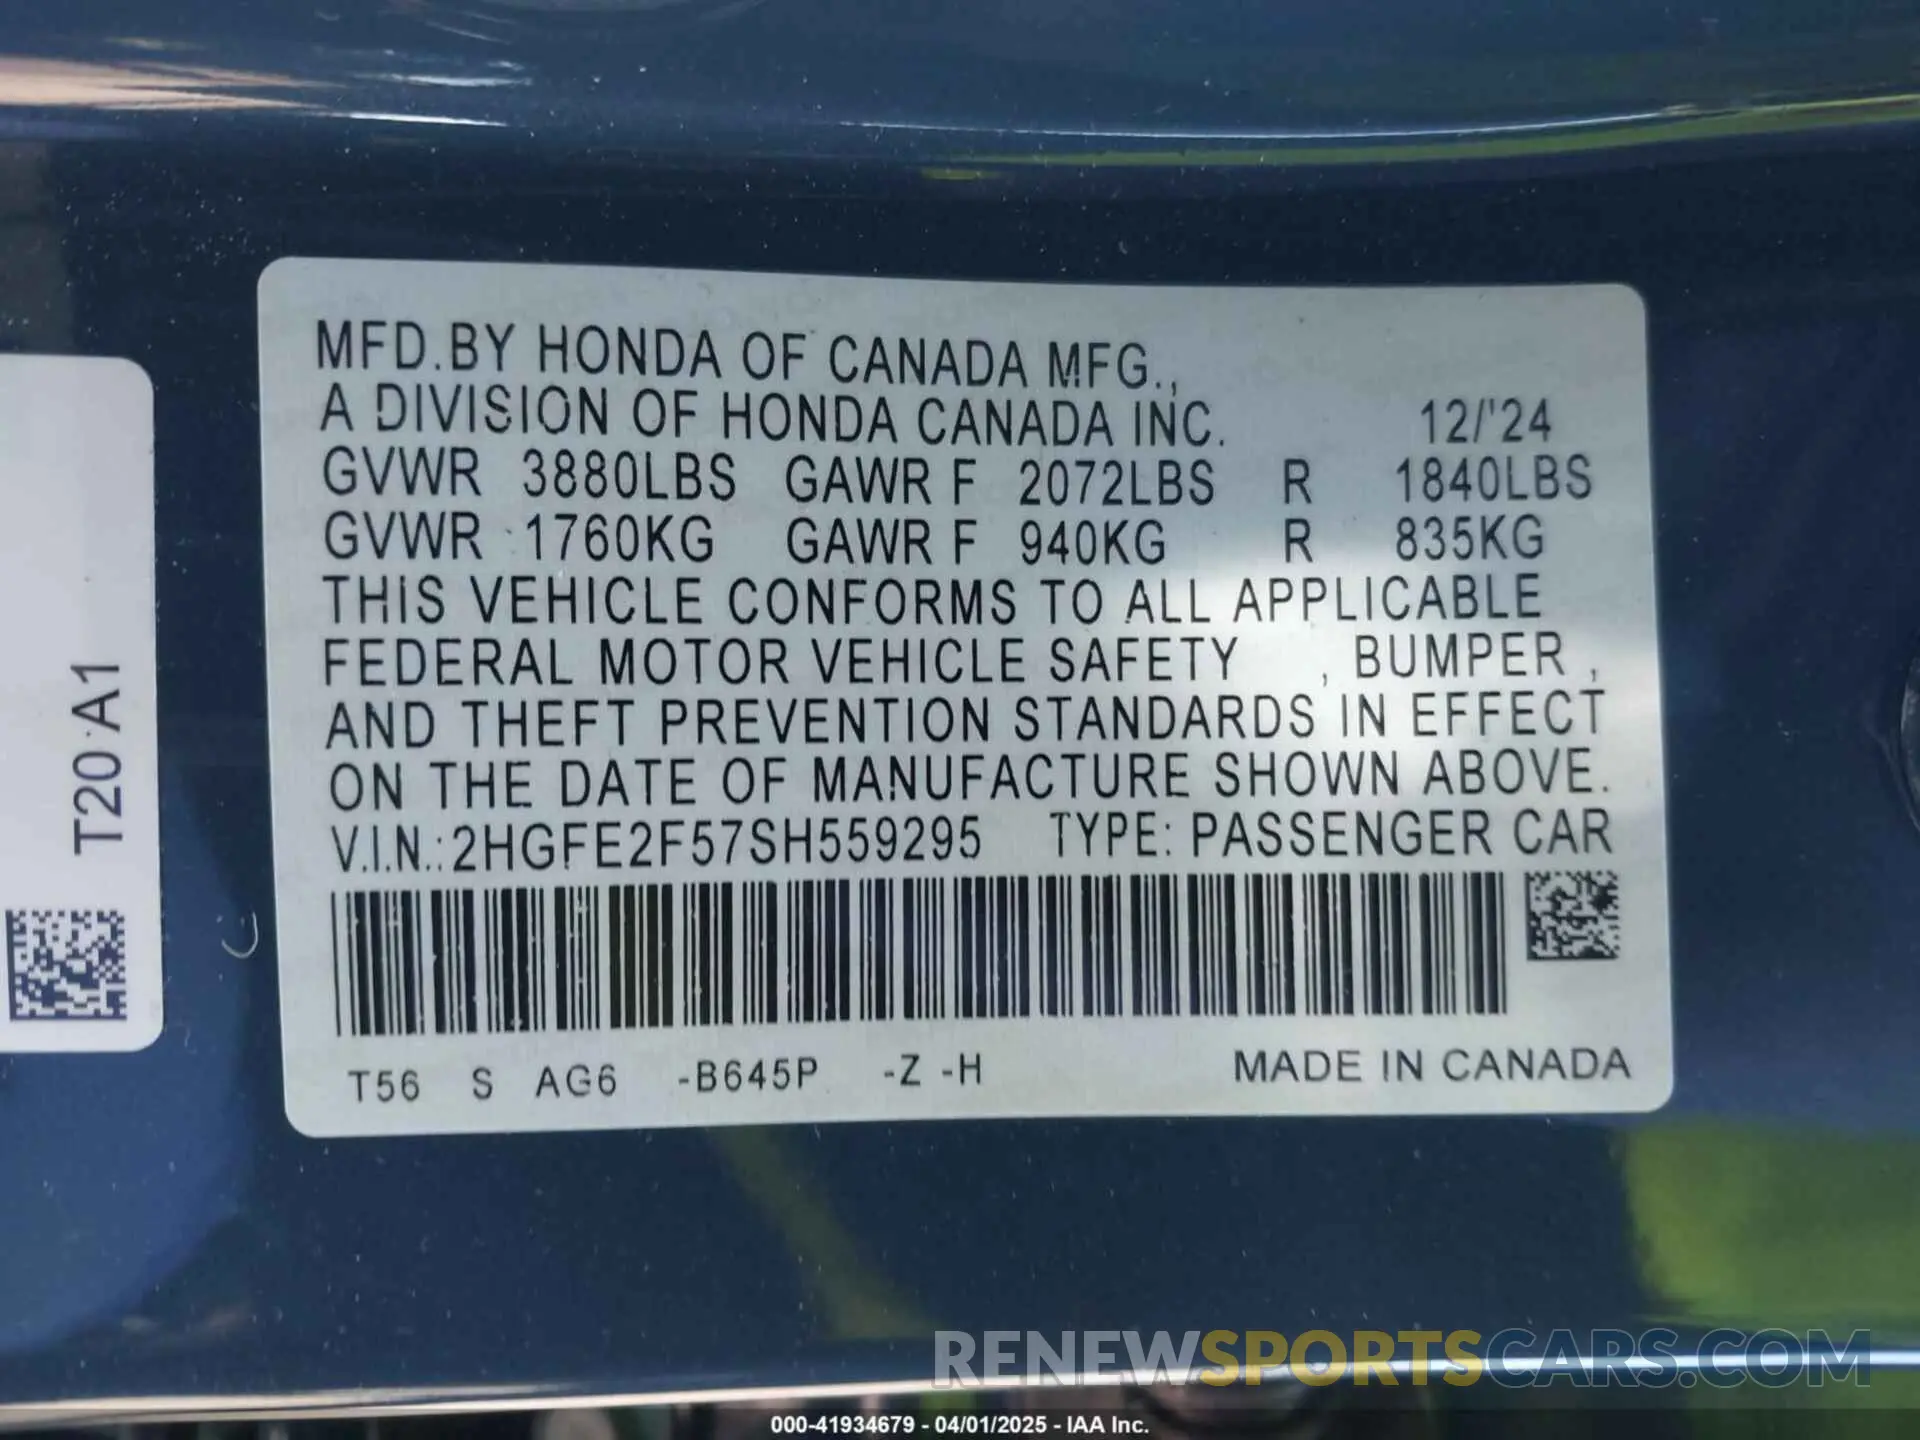 MFD.BY HONDA OF CANADA MFG.,
A DIVISION OF HONDA CANADA INC. 12/'24
GVWR 3880LBS GAWR F 2072LBS R 1840LBS
GVWR 1760KG GAWR F 940KG R 835KG
THIS VEHICLE CONFORMS TO ALL APPLICABLE
FEDERAL MOTOR VEHICLE SAFETY , BUMPER ,
AND THEFT PREVENTION STANDARDS IN EFFECT
ON THE DATE OF MANUFACTURE SHOWN ABOVE.
V.I.N.:2HGFE2F57SH559295 TYPE: PASSENGER CAR
T56 S AG6 -B645P -Z -H MADE IN CANADA
T20 A1
RENEWSPORTSCARS.COM
000-41934679 - 04/01/2025 - IAA Inc.